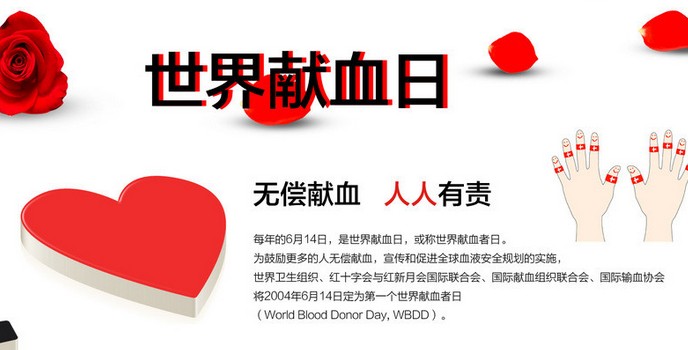 世界献血日
无偿献血 人人有责
每年的6月14日，是世界献血日，或称世界献血者日。
为鼓励更多的人无偿献血，宣传和促进全球血液安全规划的实施，
世界卫生组织、红十字会与红新月会国际联合会、国际献血组织联合会、国际输血协会
将2004年6月14日定为第一个世界献血者日
（World Blood Donor Day, WBDD）。